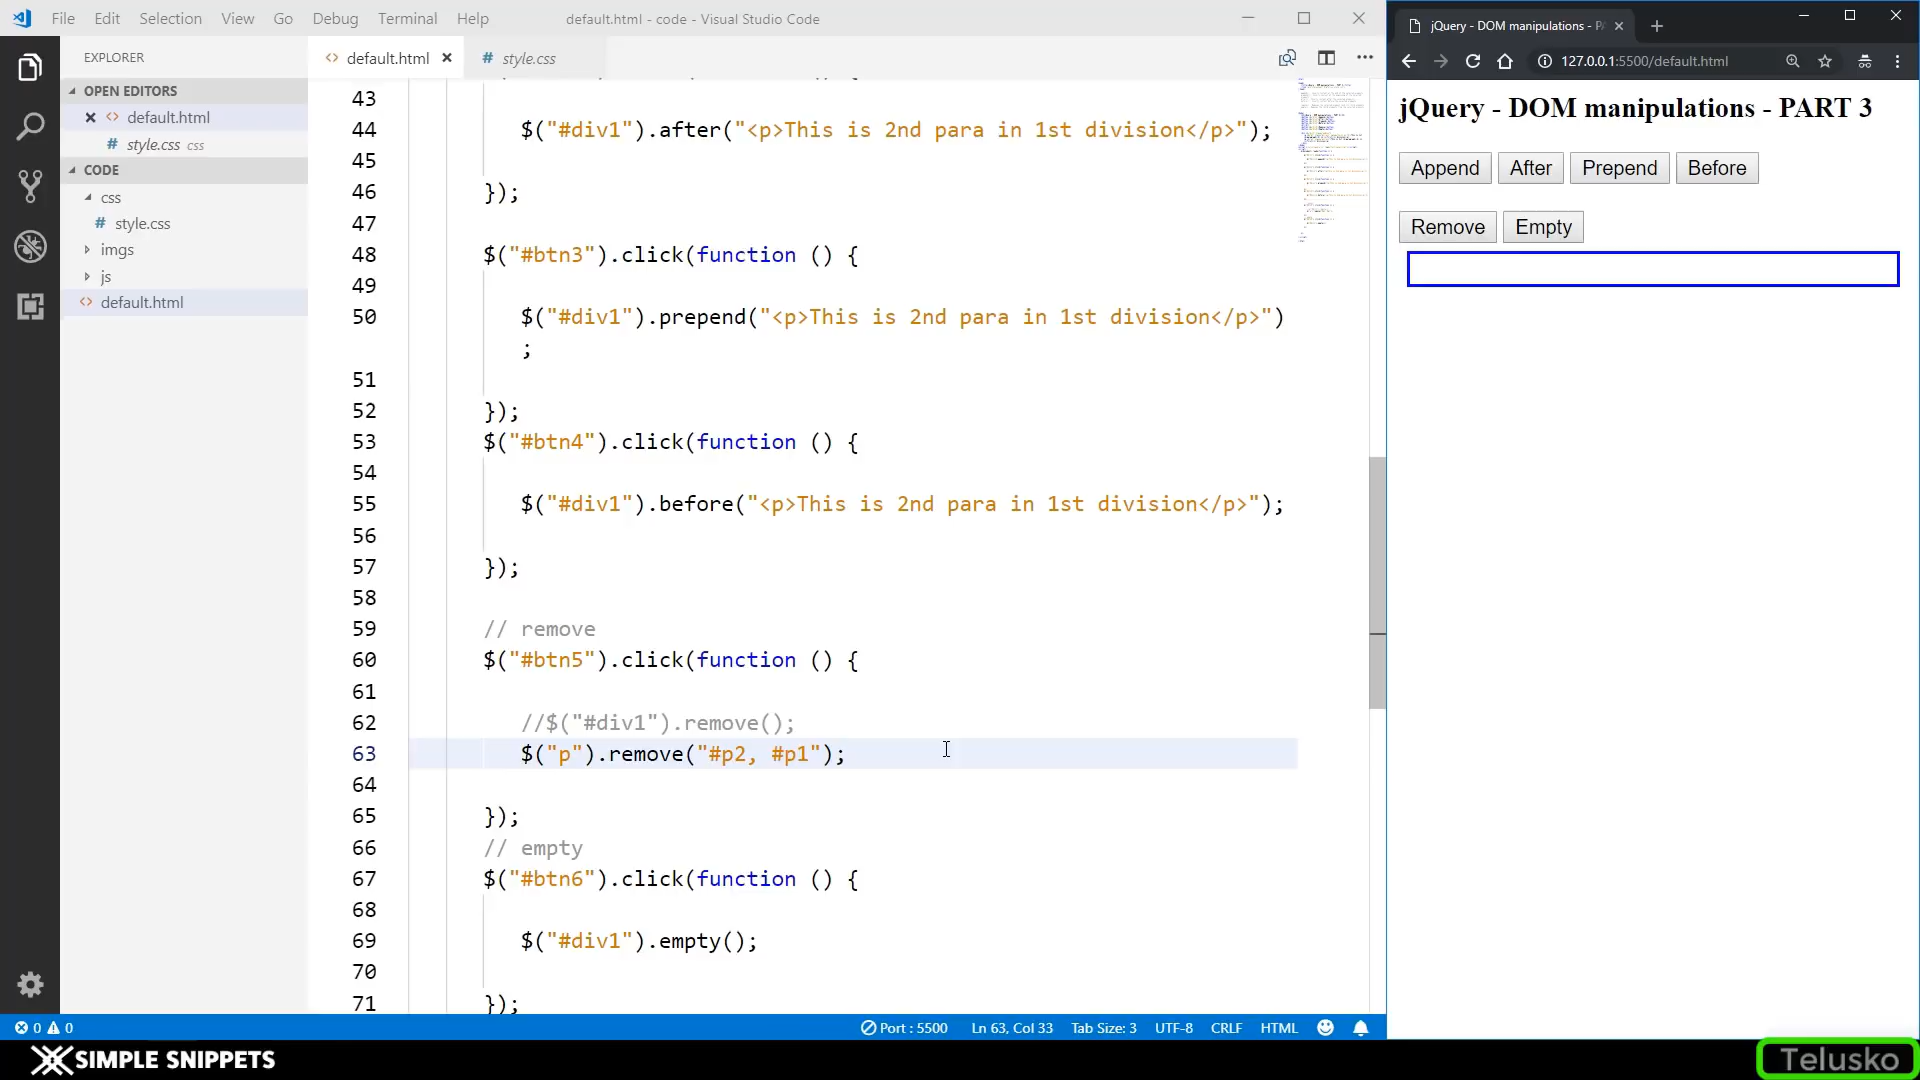 File Edit Selection View Go Debug Terminal Help default.html - code - Visual Studio Code
EXPLORER
OPEN EDITORS
default.html
style.css css
CODE
css
style.css
imgs
js
default.html
default.html
style.css
43
44 $("#div1").after("<p>This is 2nd para in 1st division</p>");
45
46 });
47
48 $("#btn3").click(function () {
49
50 $("#div1").prepend("<p>This is 2nd para in 1st division</p>")
;
51
52 });
53 $("#btn4").click(function () {
54
55 $("#div1").before("<p>This is 2nd para in 1st division</p>");
56
57 });
58
59 // remove
60 $("#btn5").click(function () {
61
62 //$("#div1").remove();
63 $("p").remove("#p2, #p1");
64
65 });
66 // empty
67 $("#btn6").click(function () {
68
69 $("#div1").empty();
70
71 });
0 0 Port : 5500 Ln 63, Col 33 Tab Size: 3 UTF-8 CRLF HTML
jQuery - DOM manipulations - P
127.0.0.1:5500/default.html
jQuery - DOM manipulations - PART 3
Append After Prepend Before
Remove Empty
SIMPLE SNIPPETS
Telusko